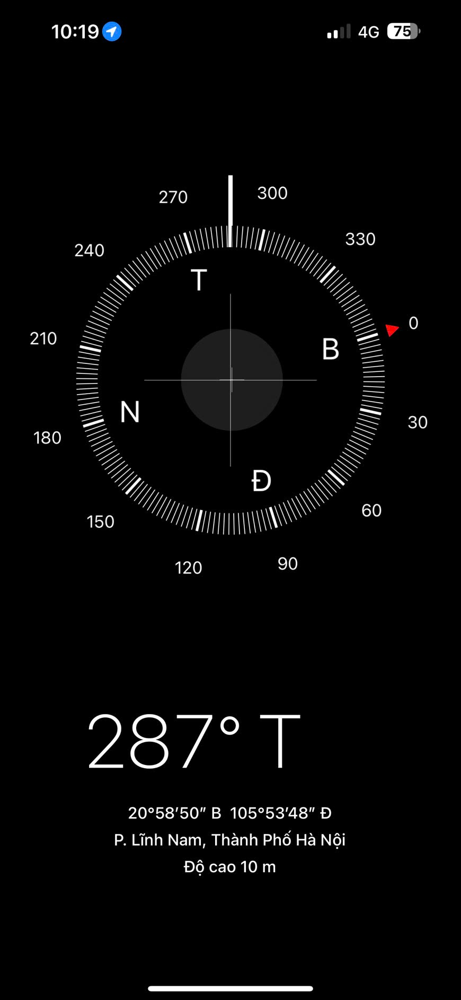 10:19 4G 75
270 300
240 330
T
210 0
B
N
180 30
Đ
150 60
120 90
287° T
20°58′50″ B 105°53′48″ Đ
P. Lĩnh Nam, Thành Phố Hà Nội
Độ cao 10 m